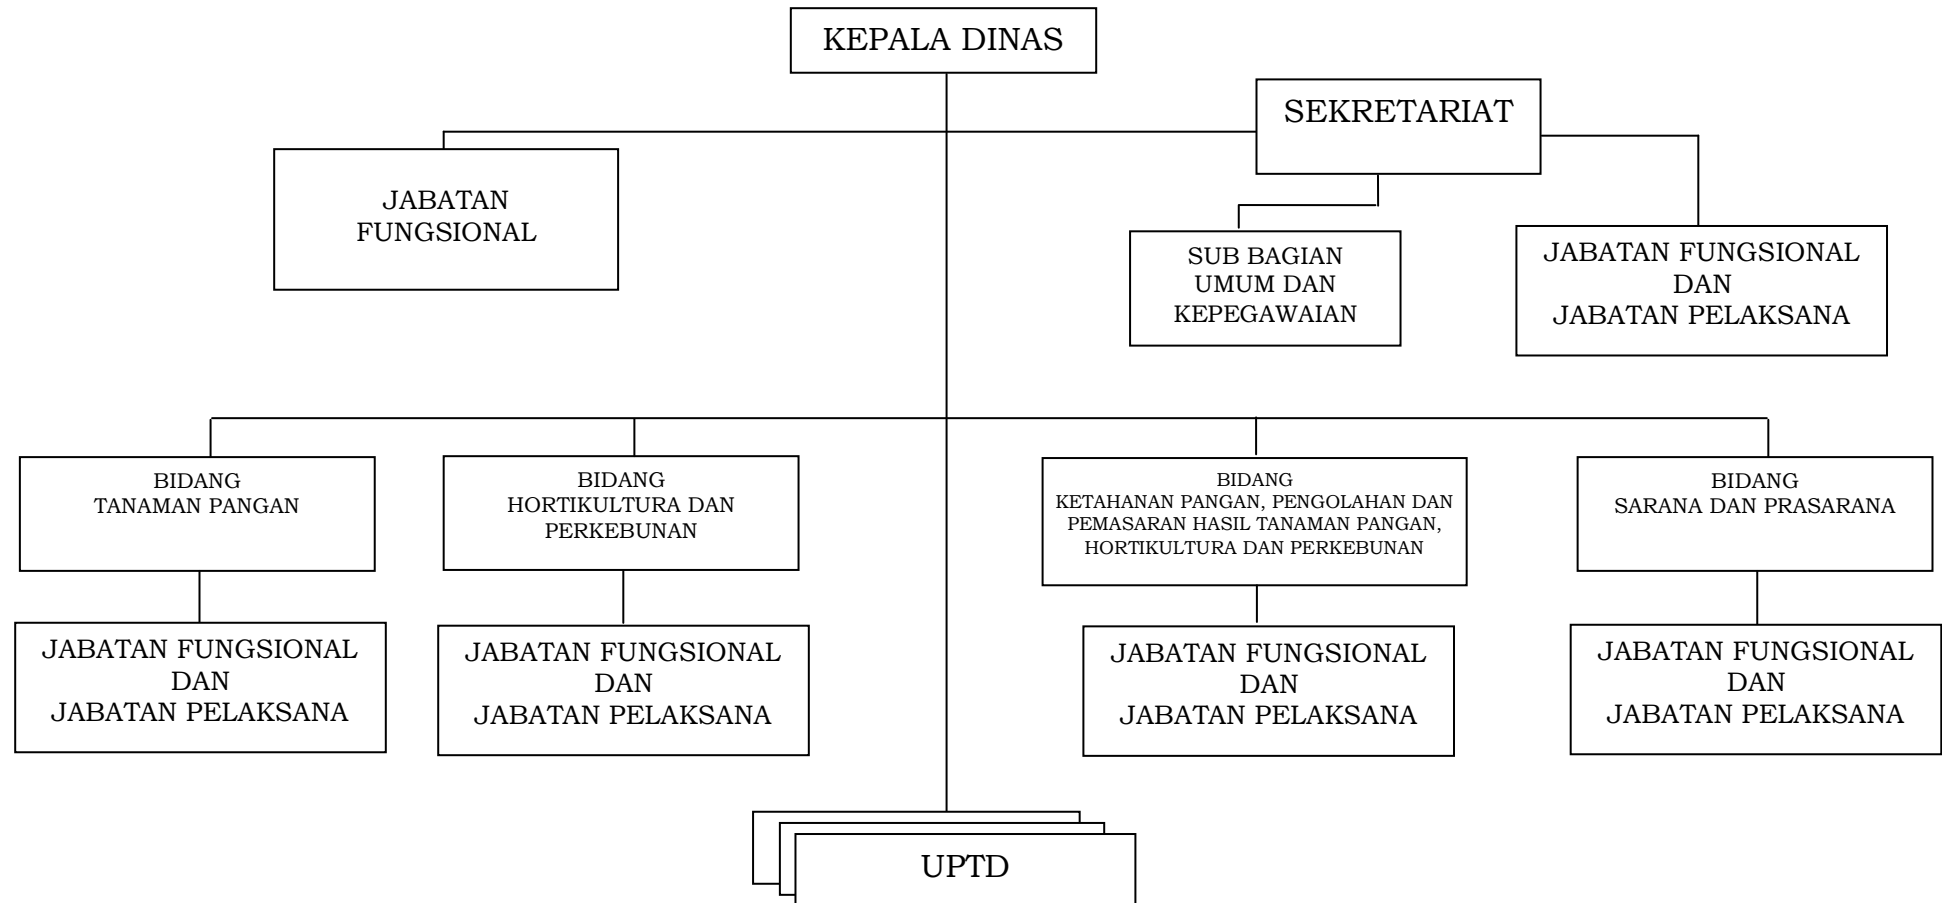 KEPALA DINAS
SEKRETARIAT
JABATAN
FUNGSIONAL
SUB BAGIAN
UMUM DAN
KEPEGAWAIAN
JABATAN FUNGSIONAL
DAN
JABATAN PELAKSANA
BIDANG
TANAMAN PANGAN
BIDANG
HORTIKULTURA DAN
PERKEBUNAN
BIDANG
KETAHANAN PANGAN, PENGOLAHAN DAN
PEMASARAN HASIL TANAMAN PANGAN,
HORTIKULTURA DAN PERKEBUNAN
BIDANG
SARANA DAN PRASARANA
JABATAN FUNGSIONAL
DAN
JABATAN PELAKSANA
JABATAN FUNGSIONAL
DAN
JABATAN PELAKSANA
JABATAN FUNGSIONAL
DAN
JABATAN PELAKSANA
JABATAN FUNGSIONAL
DAN
JABATAN PELAKSANA
UPTD